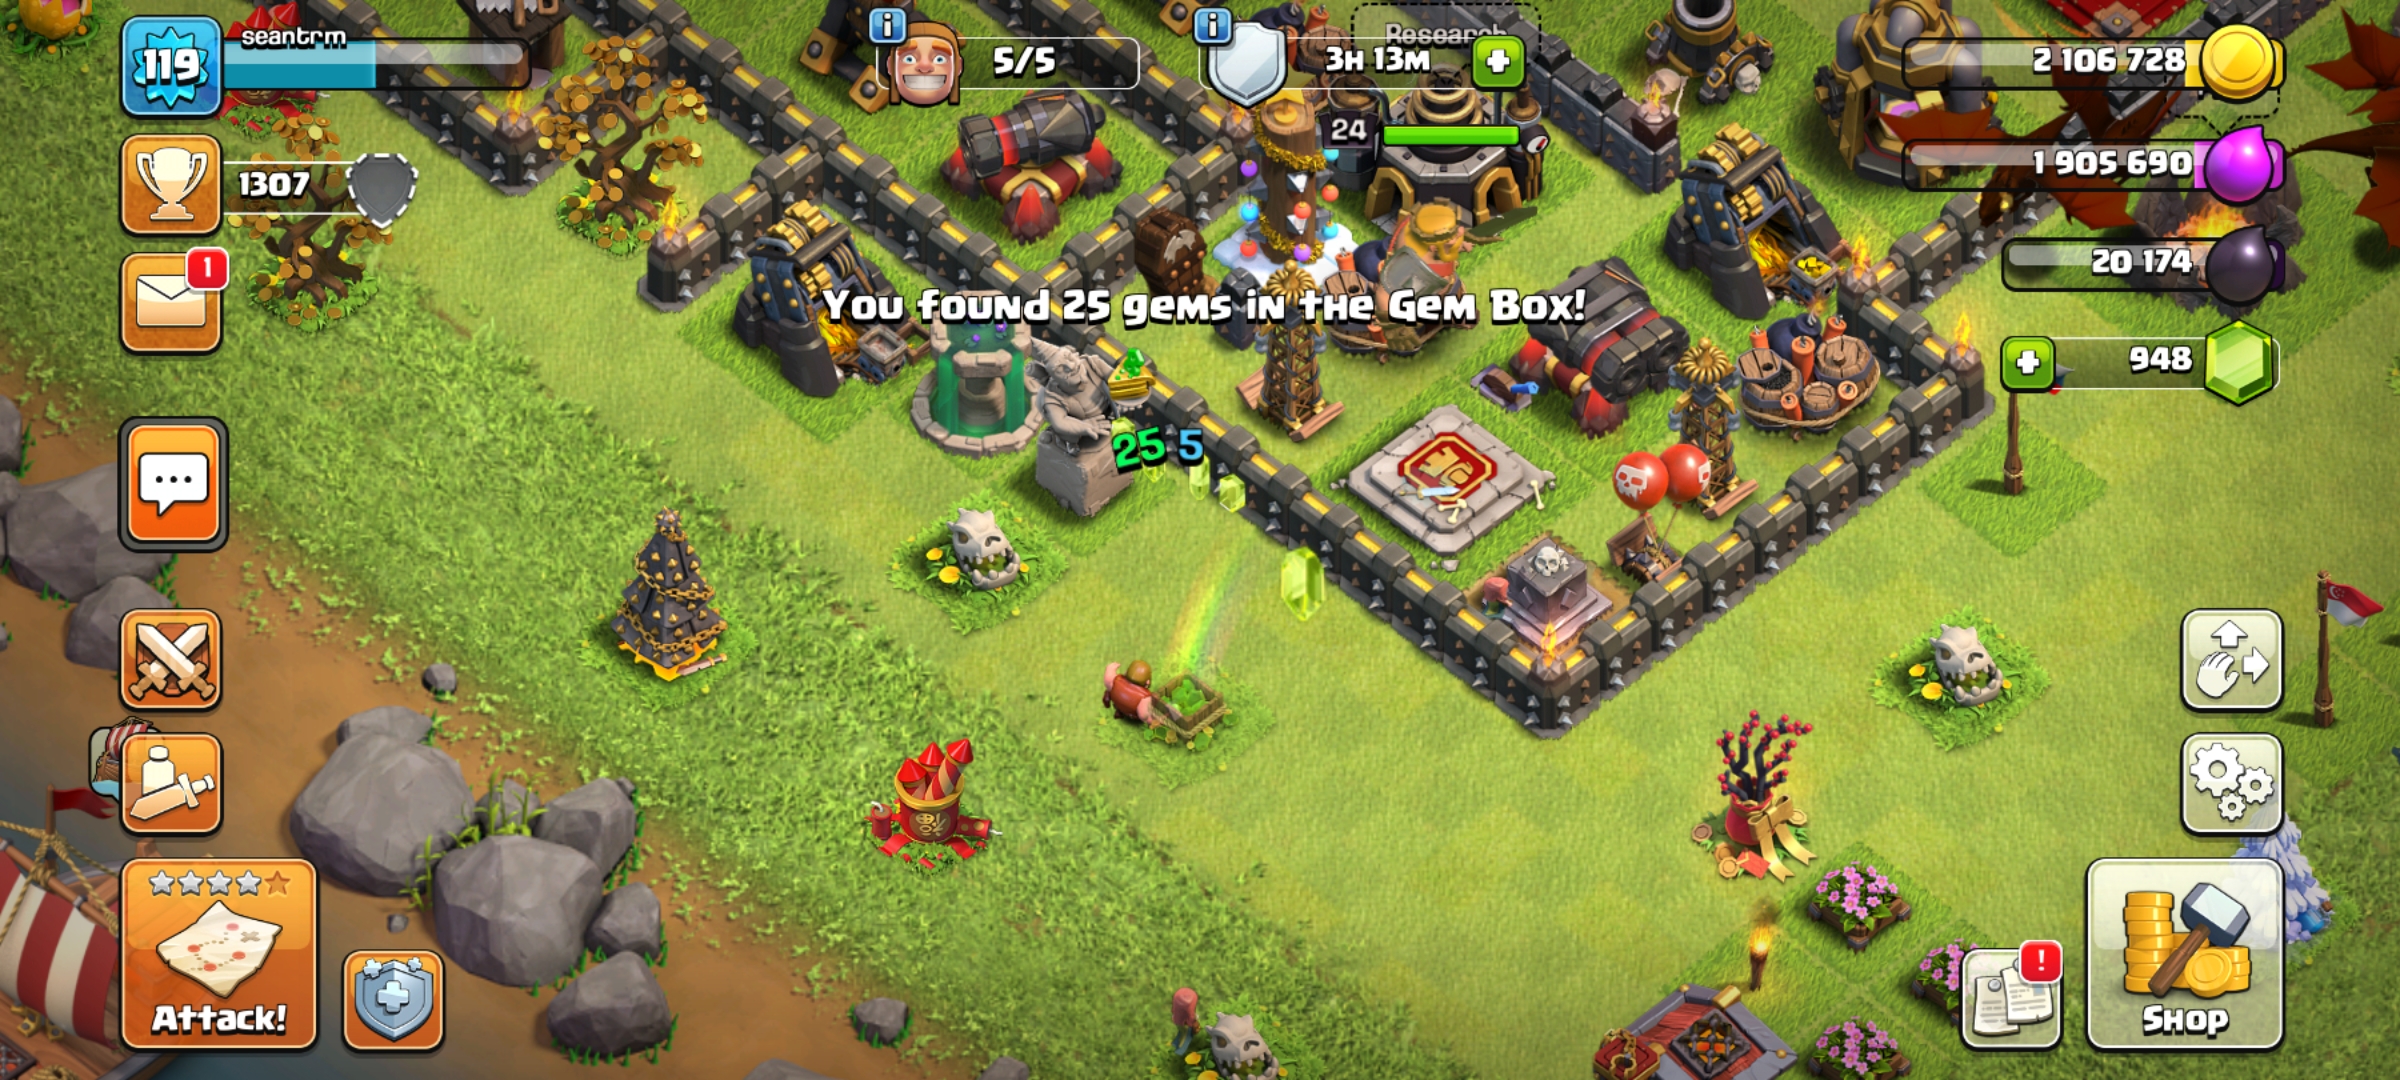 seantrm
119
5/5
3H 13M
Research
2 106 728
1307
24
1 905 690
1
20 174
You found 25 gems in the Gem Box!
948
25 5
!
Attack!
Shop